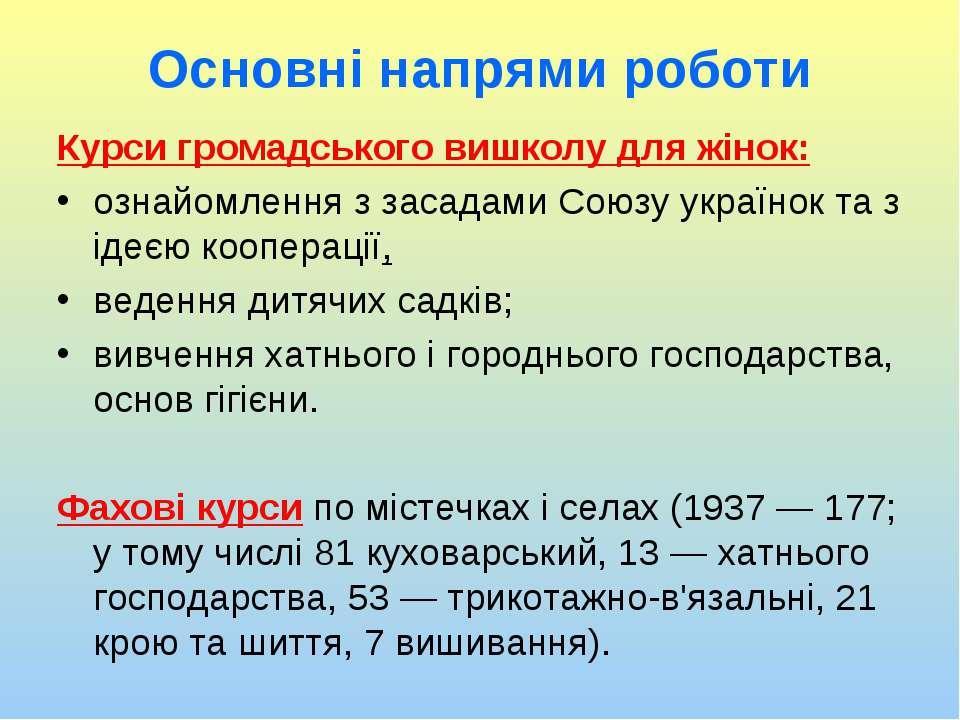 Основні напрями роботи
Курси громадського вишколу для жінок:
• ознайомлення з засадами Союзу українок та з
ідеєю кооперації,
• ведення дитячих садків;
• вивчення хатнього і городнього господарства,
основ гігієни.
Фахові курси по містечках і селах (1937 — 177;
у тому числі 81 куховарський, 13 — хатнього
господарства, 53 — трикотажно-в'язальні, 21
крою та шиття, 7 вишивання).